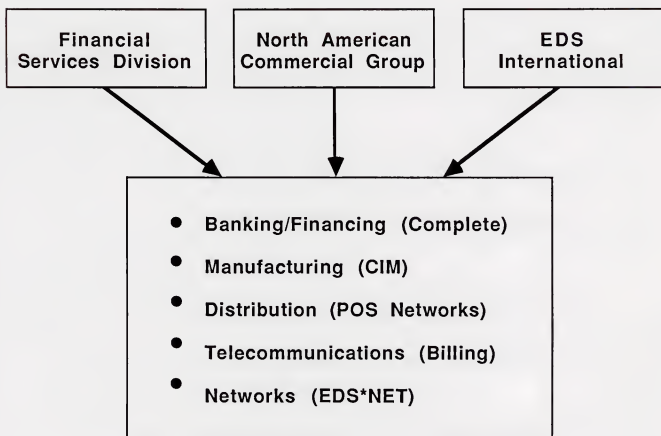 Financial
Services Division
North American
Commercial Group
EDS
International
• Banking/Financing (Complete)
• Manufacturing (CIM)
• Distribution (POS Networks)
• Telecommunications (Billing)
• Networks (EDS*NET)